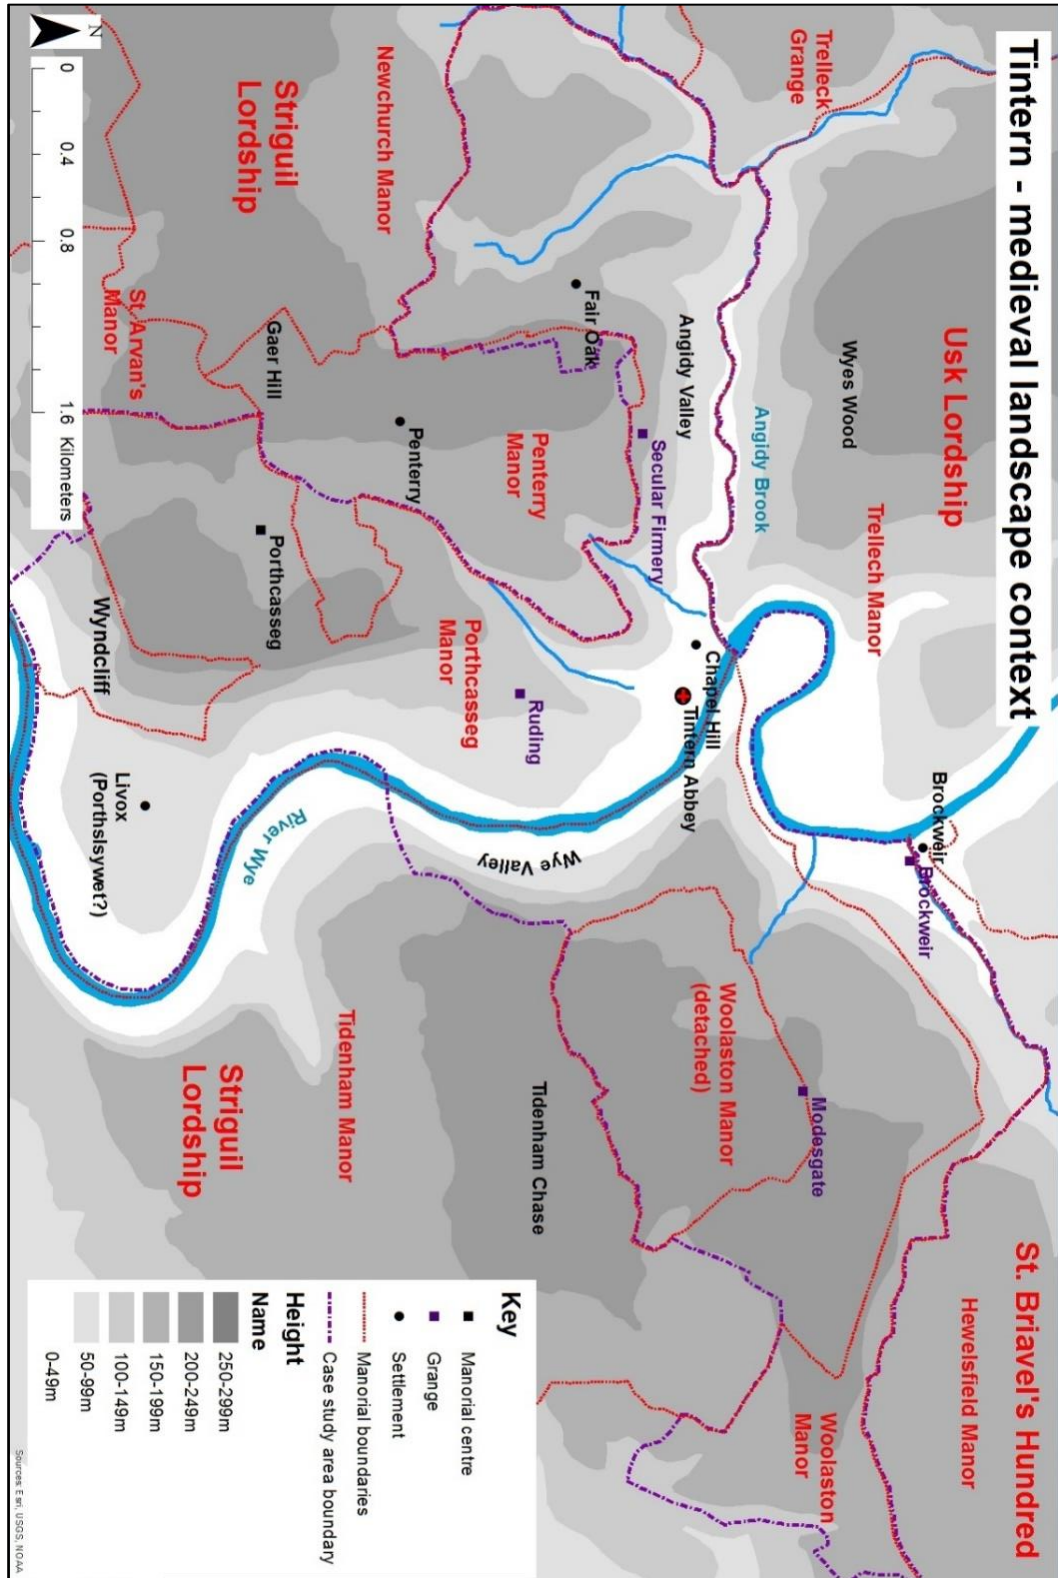 Tintern - medieval landscape context
Usk Lordship
St. Briavel's Hundred
Trelleck
Grange
Wyes Wood
Trellech Manor
Brockweir
Brockweir
Hewelsfield Manor
Angidy Brook
Angidy Valley
Chapel Hill
Tintern Abbey
Modesgate
Woolaston Manor
(detached)
Woolaston
Manor
Fair Oak
Secular Firmery
Newchurch Manor
Penterry
Manor
Penterry
Ruding
Porthcasseg
Manor
Wye Valley
Tidenham Chase
Striguil
Lordship
Gaer Hill
Porthcasseg
River Wye
Tidenham Manor
Striguil
Lordship
St. Arvan's
Manor
Wyndcliff
Livox
(Porthslsywet?)
N
0
0.4
0.8
1.6
Kilometers
Key
Manorial centre
Grange
Settlement
Manorial boundaries
Case study area boundary
Height
Name
250-299m
200-249m
150-199m
100-149m
50-99m
0-49m
Sources: Esri, USGS, NOAA